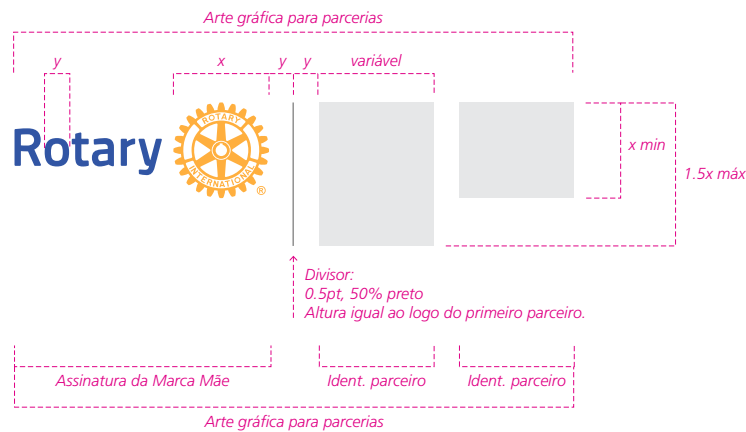 Arte gráfica para parcerias
y x y y variável
Rotary
ROTARY
INTERNATIONAL
®
x min
1.5x máx
Divisor:
0.5pt, 50% preto
Altura igual ao logo do primeiro parceiro.
Assinatura da Marca Mãe Ident. parceiro Ident. parceiro
Arte gráfica para parcerias